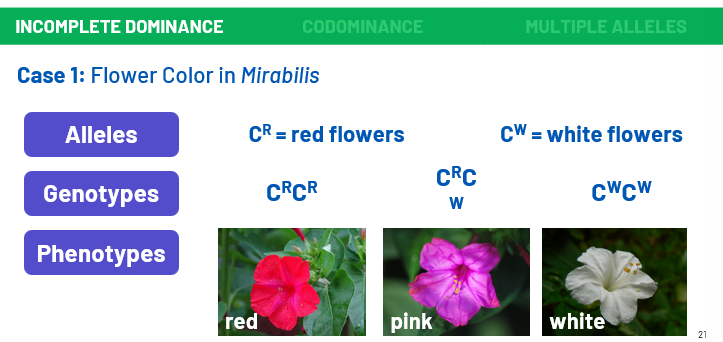 INCOMPLETE DOMINANCE CODOMINANCE MULTIPLE ALLELES
Case 1: Flower Color in Mirabilis
Alleles Cᴿ = red flowers Cᵂ = white flowers
Genotypes CᴿCᴿ CᴿC
ᵂ CᵂCᵂ
Phenotypes
red pink white
21